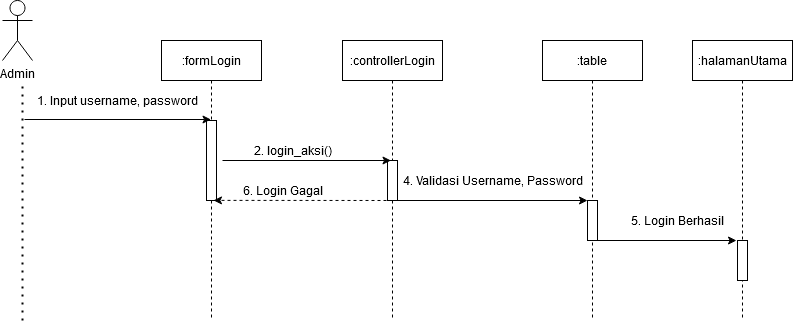 Admin
:formLogin
:controllerLogin
:table
:halamanUtama
1. Input username, password
2. login_aksi()
4. Validasi Username, Password
6. Login Gagal
5. Login Berhasil